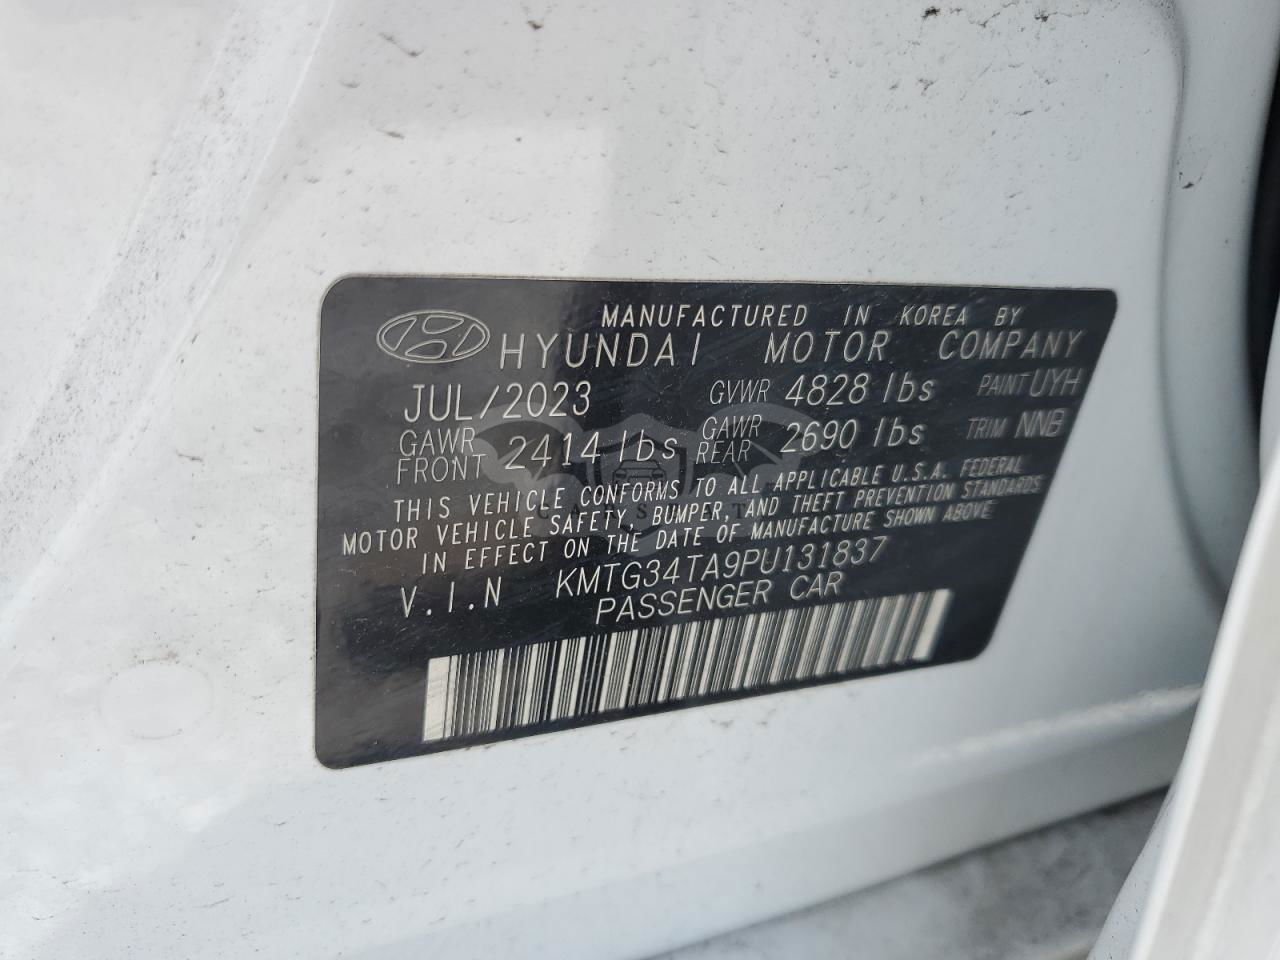 MANUFACTURED IN KOREA BY
HYUNDAI MOTOR COMPANY
JUL/2023 GVWR 4828 lbs PAINT UYH
GAWR FRONT 2414 lbs GAWR REAR 2690 lbs TRIM NNB
THIS VEHICLE CONFORMS TO ALL APPLICABLE U.S.A. FEDERAL
MOTOR VEHICLE SAFETY, BUMPER, AND THEFT PREVENTION STANDARDS
IN EFFECT ON THE DATE OF MANUFACTURE SHOWN ABOVE
V.I.N KMTG34TA9PU131837
PASSENGER CAR